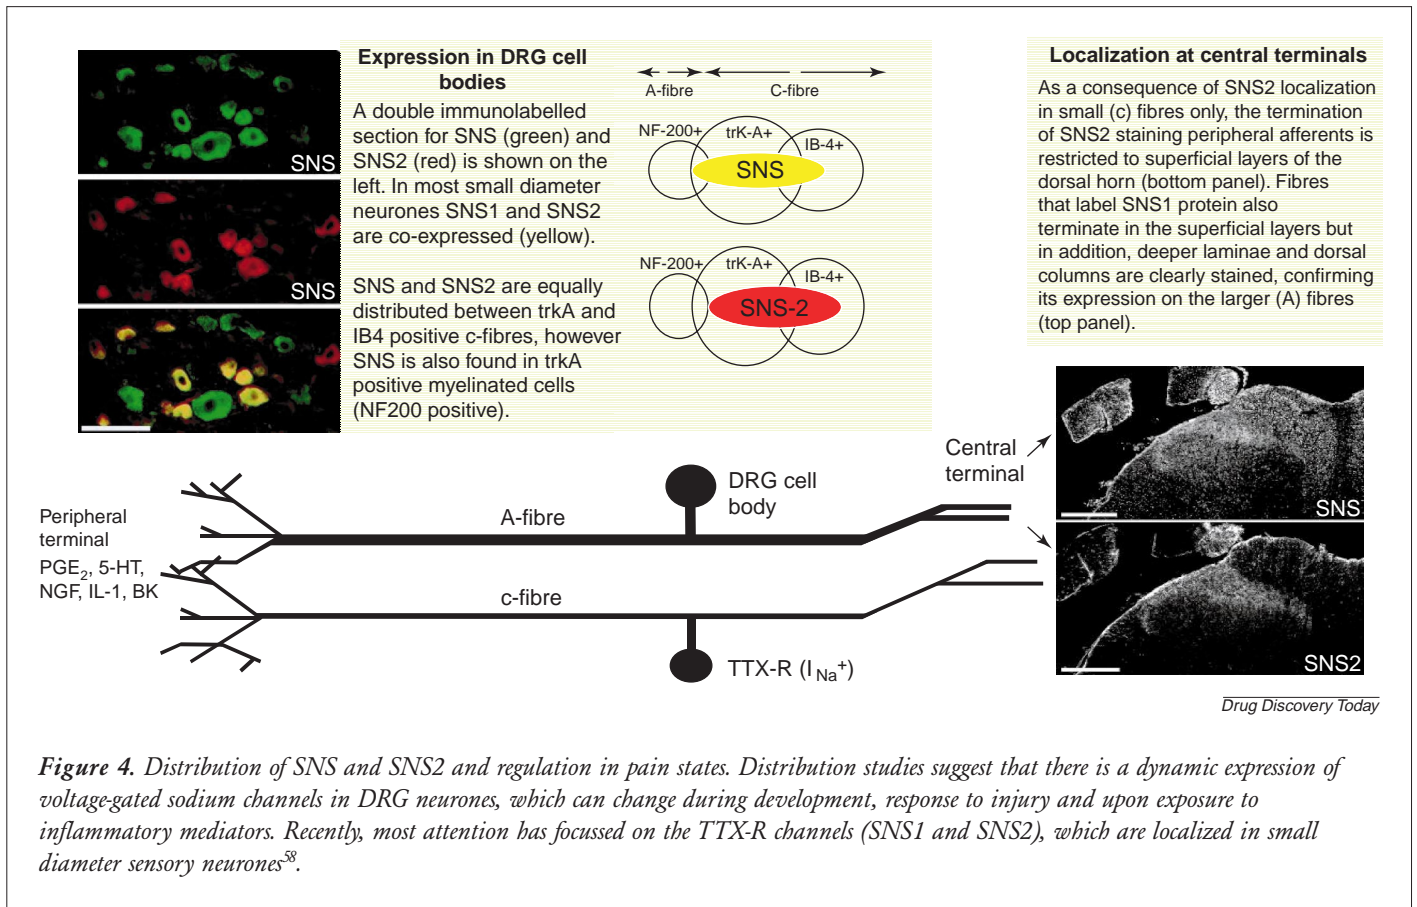 SNS
SNS
Expression in DRG cell
bodies
A double immunolabelled
section for SNS (green) and
SNS2 (red) is shown on the
left. In most small diameter
neurones SNS1 and SNS2
are co-expressed (yellow).
SNS and SNS2 are equally
distributed between trkA and
IB4 positive c-fibres, however
SNS is also found in trkA
positive myelinated cells
(NF200 positive).
A-fibre
C-fibre
NF-200+
trK-A+
IB-4+
SNS
NF-200+
trK-A+
IB-4+
SNS-2
Localization at central terminals
As a consequence of SNS2 localization
in small (c) fibres only, the termination
of SNS2 staining peripheral afferents is
restricted to superficial layers of the
dorsal horn (bottom panel). Fibres
that label SNS1 protein also
terminate in the superficial layers but
in addition, deeper laminae and dorsal
columns are clearly stained, confirming
its expression on the larger (A) fibres
(top panel).
Peripheral
terminal
PGE2, 5-HT,
NGF, IL-1, BK
A-fibre
c-fibre
DRG cell
body
TTX-R (I Na+)
Central
terminal
SNS
SNS2
Drug Discovery Today
Figure 4. Distribution of SNS and SNS2 and regulation in pain states. Distribution studies suggest that there is a dynamic expression of
voltage-gated sodium channels in DRG neurones, which can change during development, response to injury and upon exposure to
inflammatory mediators. Recently, most attention has focussed on the TTX-R channels (SNS1 and SNS2), which are localized in small
diameter sensory neurones58.